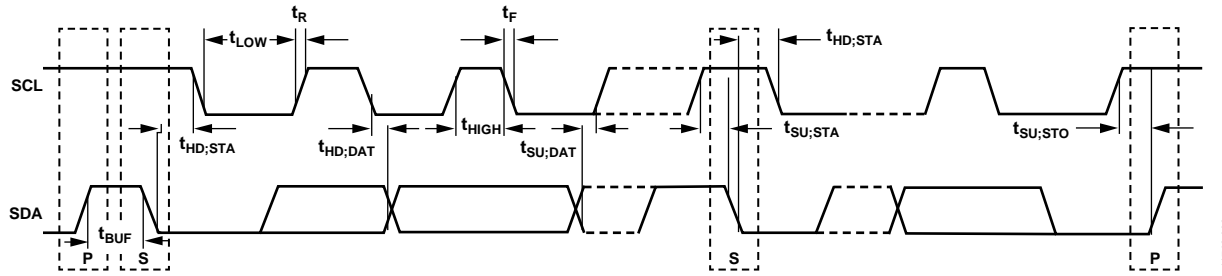 tR
tF
tLOW
tHD;STA
SCL
tHD;STA
tHD;DAT
tHIGH
tSU;DAT
tSU;STA
tSU;STO
SDA
tBUF
P
S
S
P